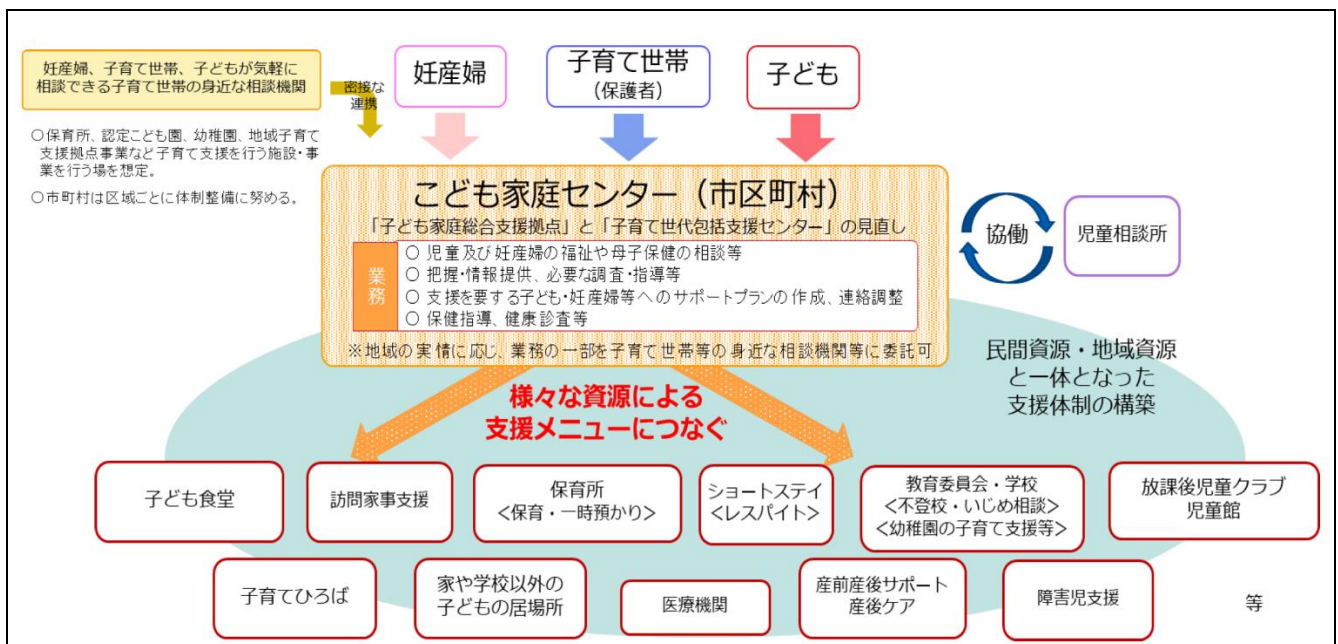 妊産婦、子育て世帯、子どもが気軽に
相談できる子育て世帯の身近な相談機関
密接な
連携
○保育所、認定こども園、幼稚園、地域子育て
支援拠点事業など子育て支援を行う施設・事
業を行う場を想定。
○市町村は区域ごとに体制整備に努める。
妊産婦
子育て世帯
(保護者)
子ども
こども家庭センター(市区町村)
「子ども家庭総合支援拠点」と「子育て世代包括支援センター」の見直し
業務
○ 児童及び妊産婦の福祉や母子保健の相談等
○ 把握・情報提供、必要な調査・指導等
○ 支援を要する子ども・妊産婦等へのサポートプランの作成、連絡調整
○ 保健指導、健康診査等
※地域の実情に応じ、業務の一部を子育て世帯等の身近な相談機関等に委託可
協働
児童相談所
民間資源・地域資源
と一体となった
支援体制の構築
様々な資源による
支援メニューにつなぐ
子ども食堂
訪問家事支援
保育所
<保育・一時預かり>
ショートステイ
<レスパイト>
教育委員会・学校
<不登校・いじめ相談>
<幼稚園の子育て支援等>
放課後児童クラブ
児童館
子育てひろば
家や学校以外の
子どもの居場所
医療機関
産前産後サポート
産後ケア
障害児支援
等